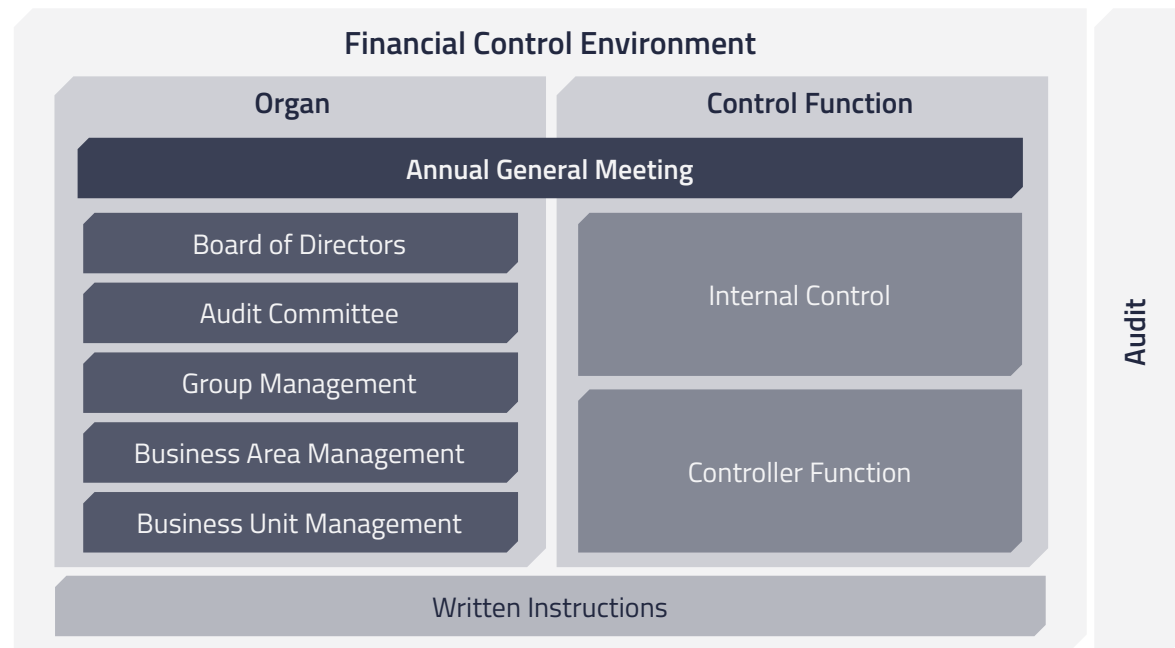 Financial Control Environment
Organ
Control Function
Annual General Meeting
Board of Directors
Audit Committee
Group Management
Business Area Management
Business Unit Management
Internal Control
Controller Function
Written Instructions
Audit